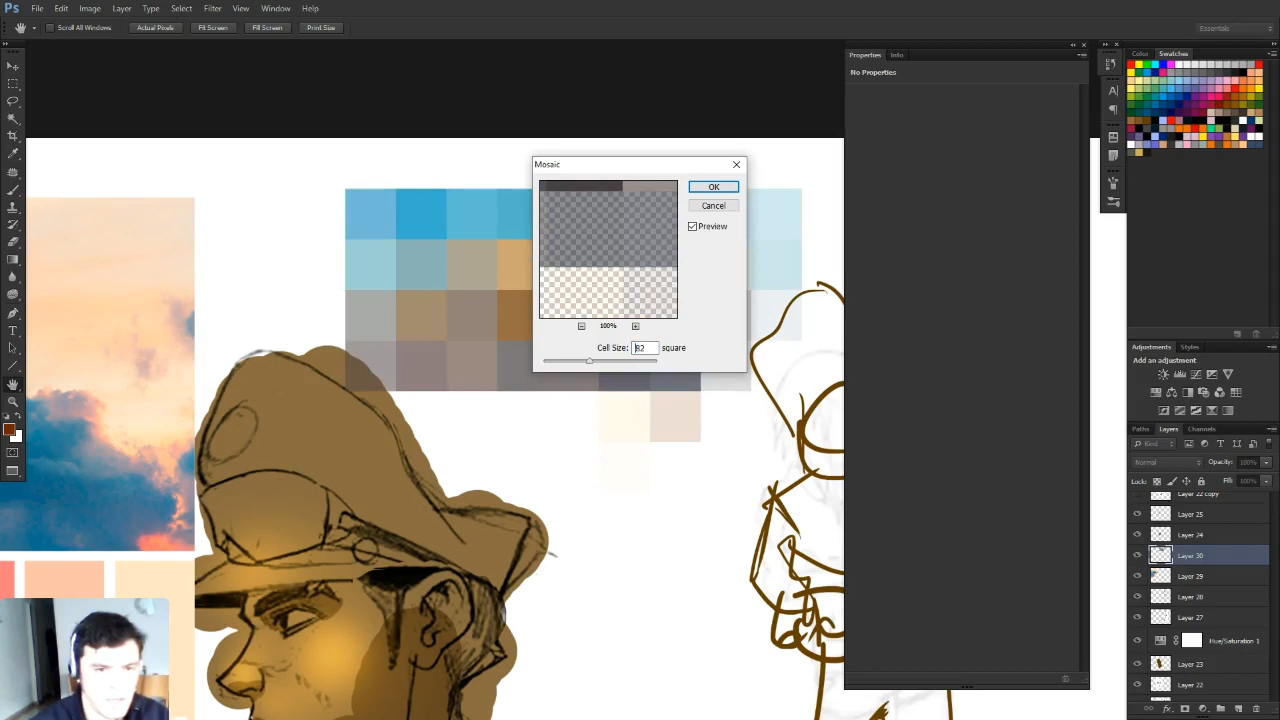 Ps File Edit Image Layer Type Select Filter View Window Help
Scroll All Windows Actual Pixels Fit Screen Fill Screen Print Size Essentials
Properties Info
No Properties
Color Swatches
Mosaic
OK
Cancel
Preview
100%
Cell Size: 82 square
Adjustments Styles
Add an adjustment
Paths Layers Channels
Kind
Normal Opacity: 100%
Lock: Fill: 100%
Layer 22 copy
Layer 25
Layer 24
Layer 30
Layer 29
Layer 28
Layer 27
Hue/Saturation 1
Layer 23
Layer 22